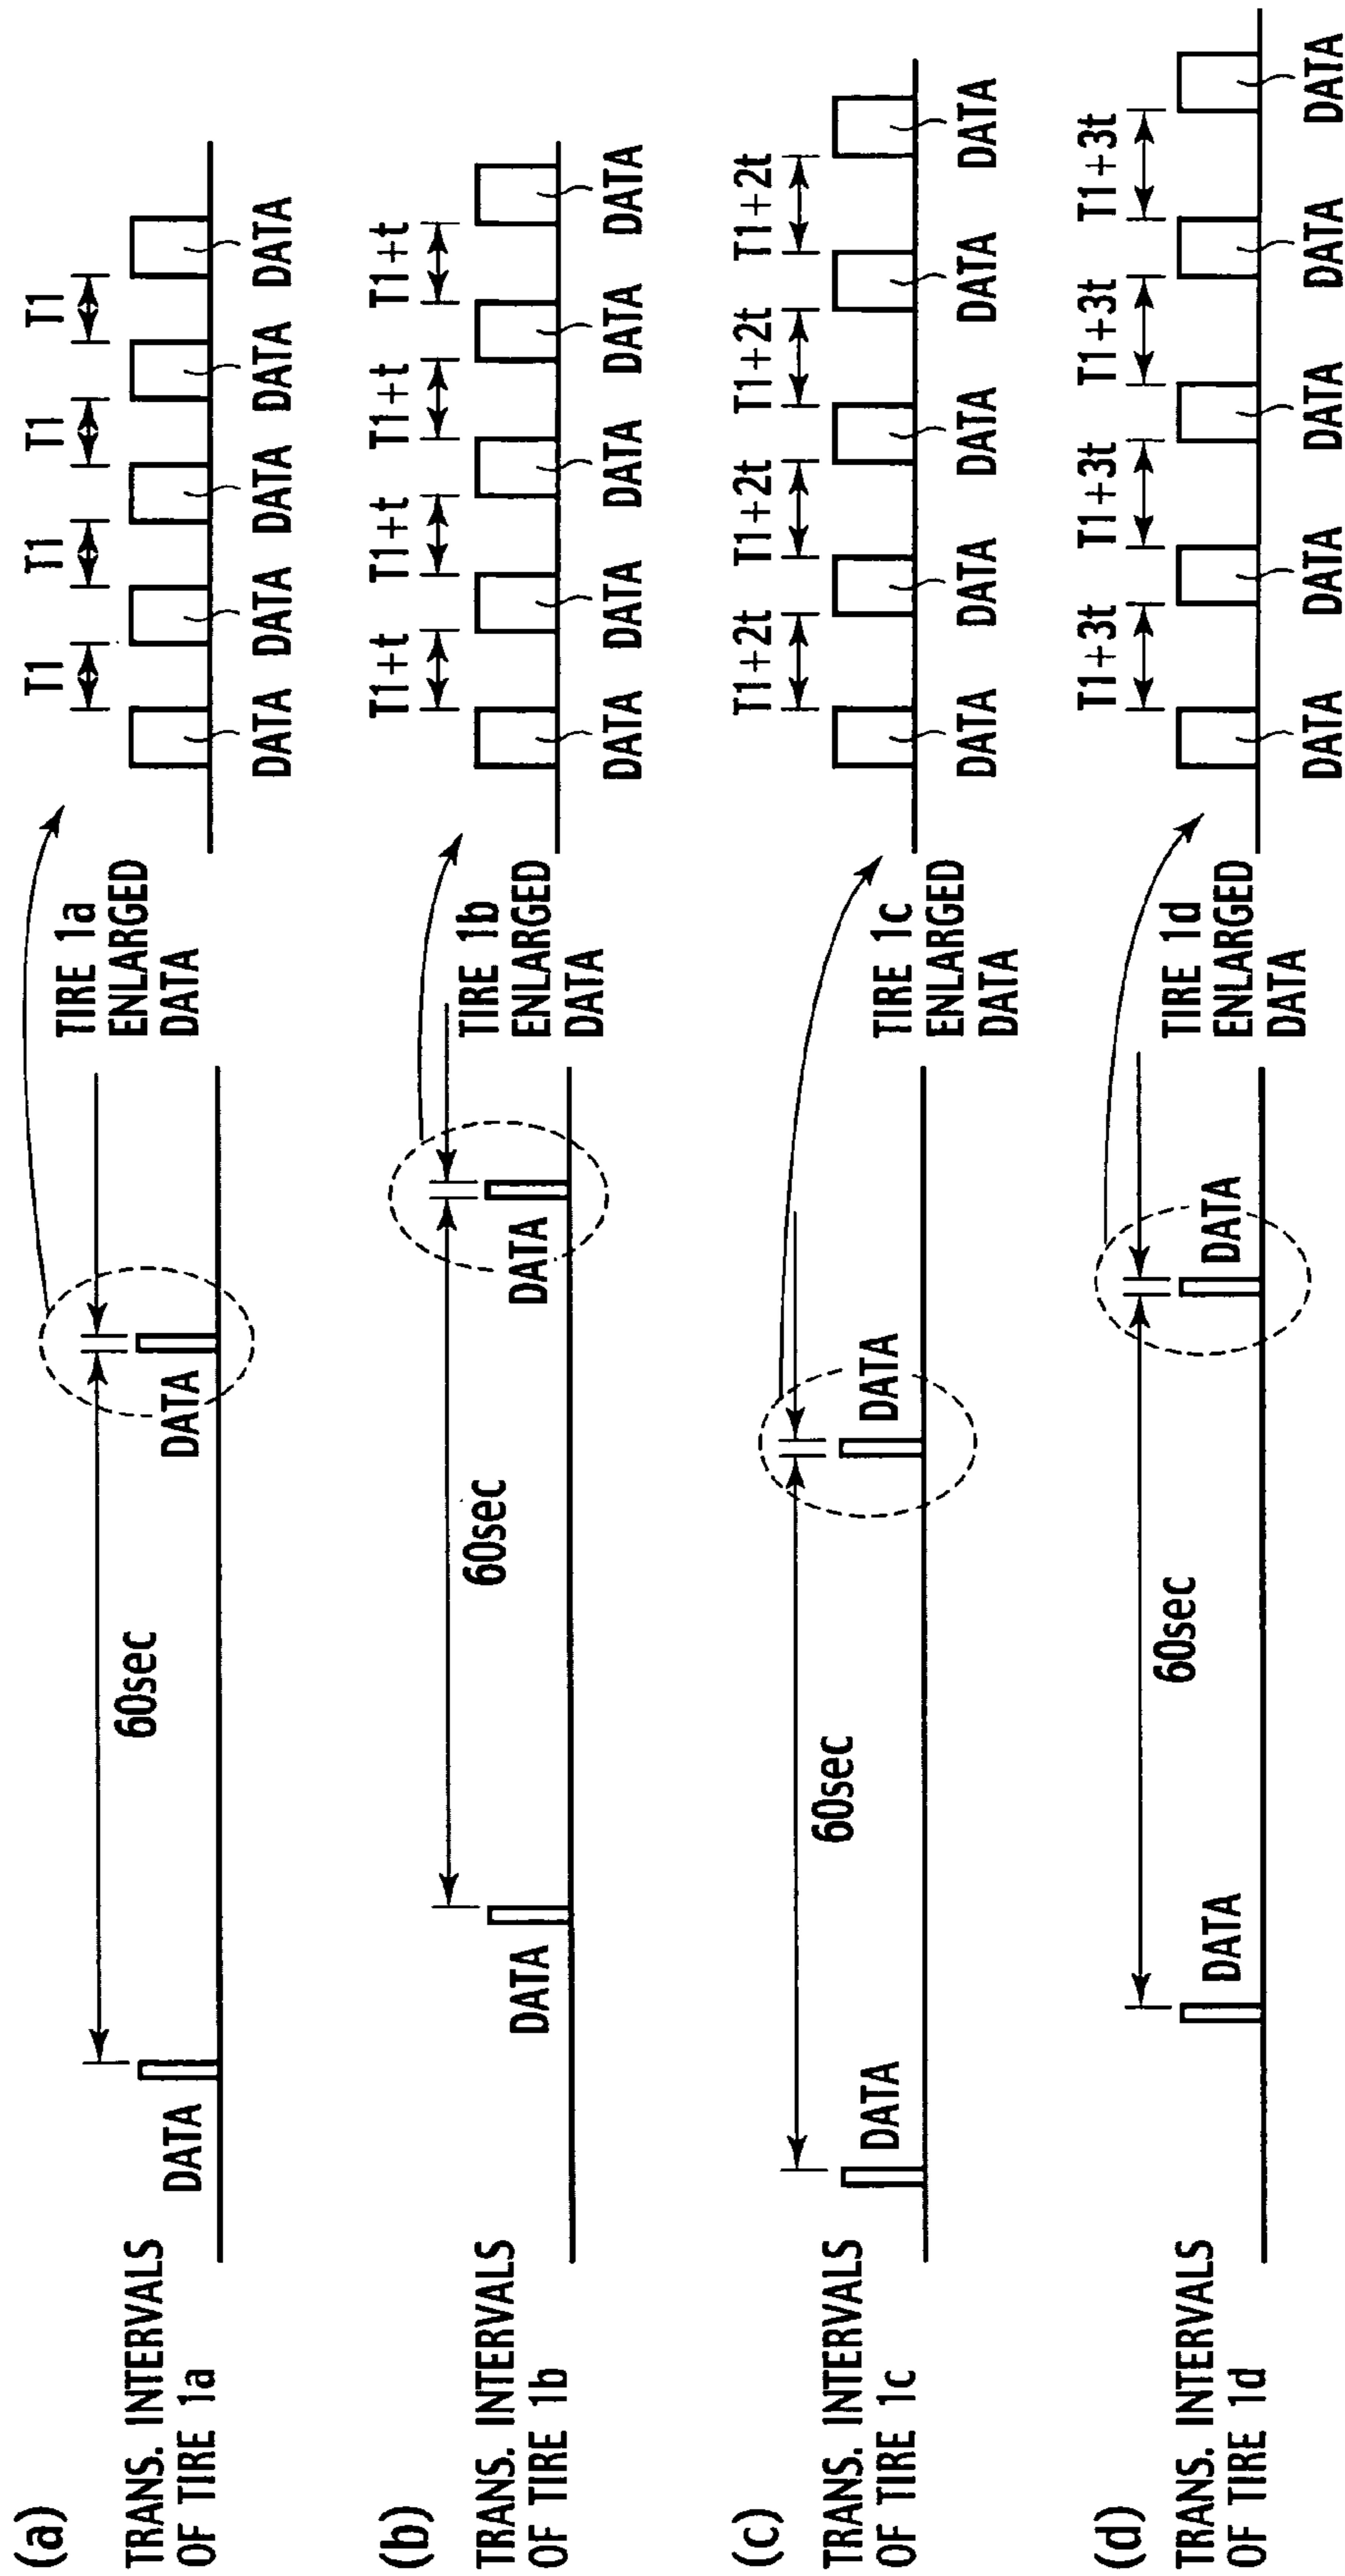 (a)
TRANS. INTERVALS
OF TIRE 1a
DATA
60sec
DATA
TIRE 1a
ENLARGED
DATA
T1 T1 T1 T1
DATA DATA DATA DATA DATA
(b)
TRANS. INTERVALS
OF TIRE 1b
DATA
60sec
DATA
TIRE 1b
ENLARGED
DATA
T1+t T1+t T1+t T1+t
DATA DATA DATA DATA DATA
(c)
TRANS. INTERVALS
OF TIRE 1c
DATA
60sec
DATA
TIRE 1c
ENLARGED
DATA
T1+2t T1+2t T1+2t T1+2t
DATA DATA DATA DATA DATA
(d)
TRANS. INTERVALS
OF TIRE 1d
DATA
60sec
DATA
TIRE 1d
ENLARGED
DATA
T1+3t T1+3t T1+3t T1+3t
DATA DATA DATA DATA DATA